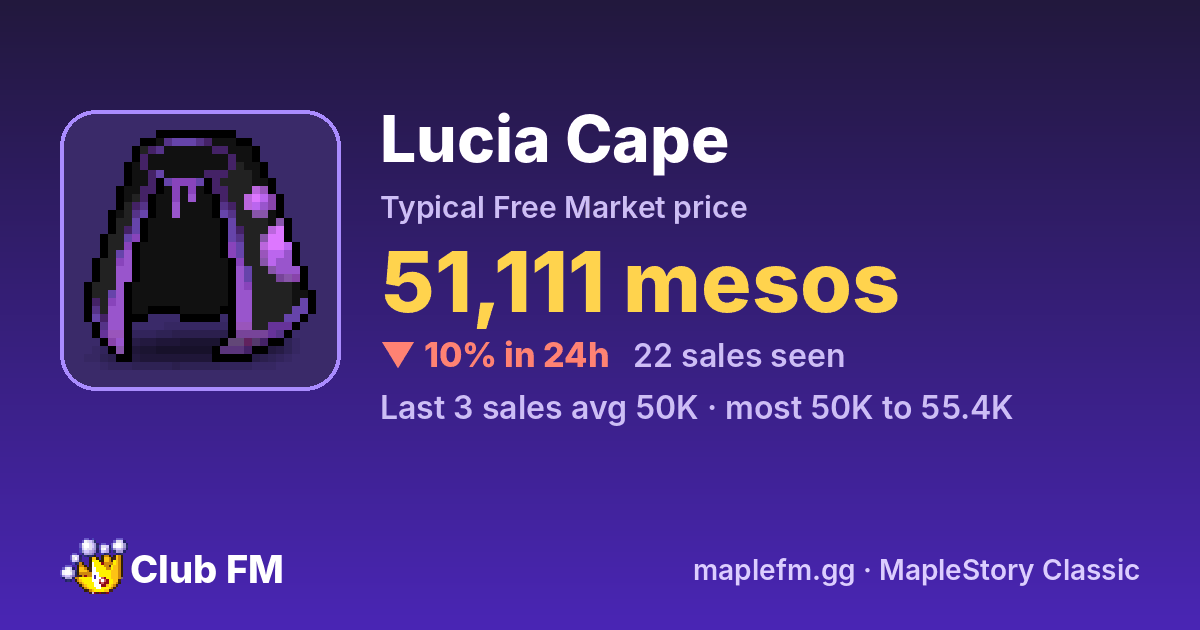 Lucia Cape
Typical Free Market price
51,111 mesos
▼ 10% in 24h 22 sales seen
Last 3 sales avg 50K · most 50K to 55.4K
Club FM
maplefm.gg · MapleStory Classic